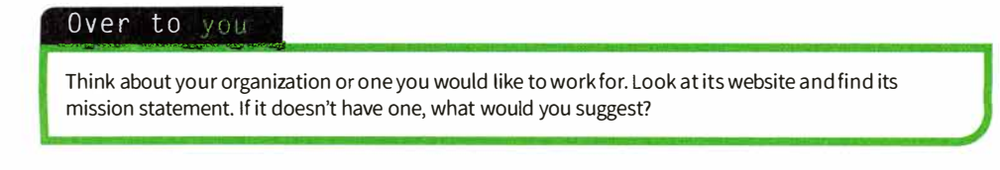 Over to you
Think about your organization or one you would like to work for. Look at its website and find its
mission statement. If it doesn't have one, what would you suggest?